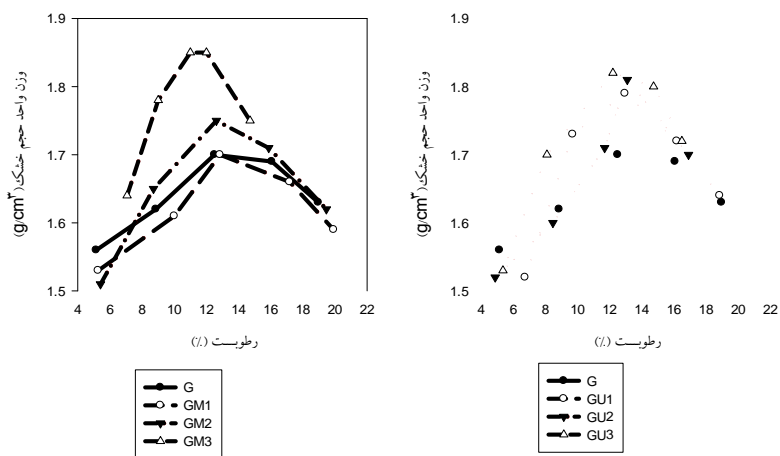 وزن واحد حجم خشک (g/cm³)
1.9
1.8
1.7
1.6
1.5
4 6 8 10 12 14 16 18 20 22
رطوبت (٪)
G
GM1
GM2
GM3
وزن واحد حجم خشک (g/cm³)
1.9
1.8
1.7
1.6
1.5
4 6 8 10 12 14 16 18 20 22
رطوبت (٪)
G
GU1
GU2
GU3